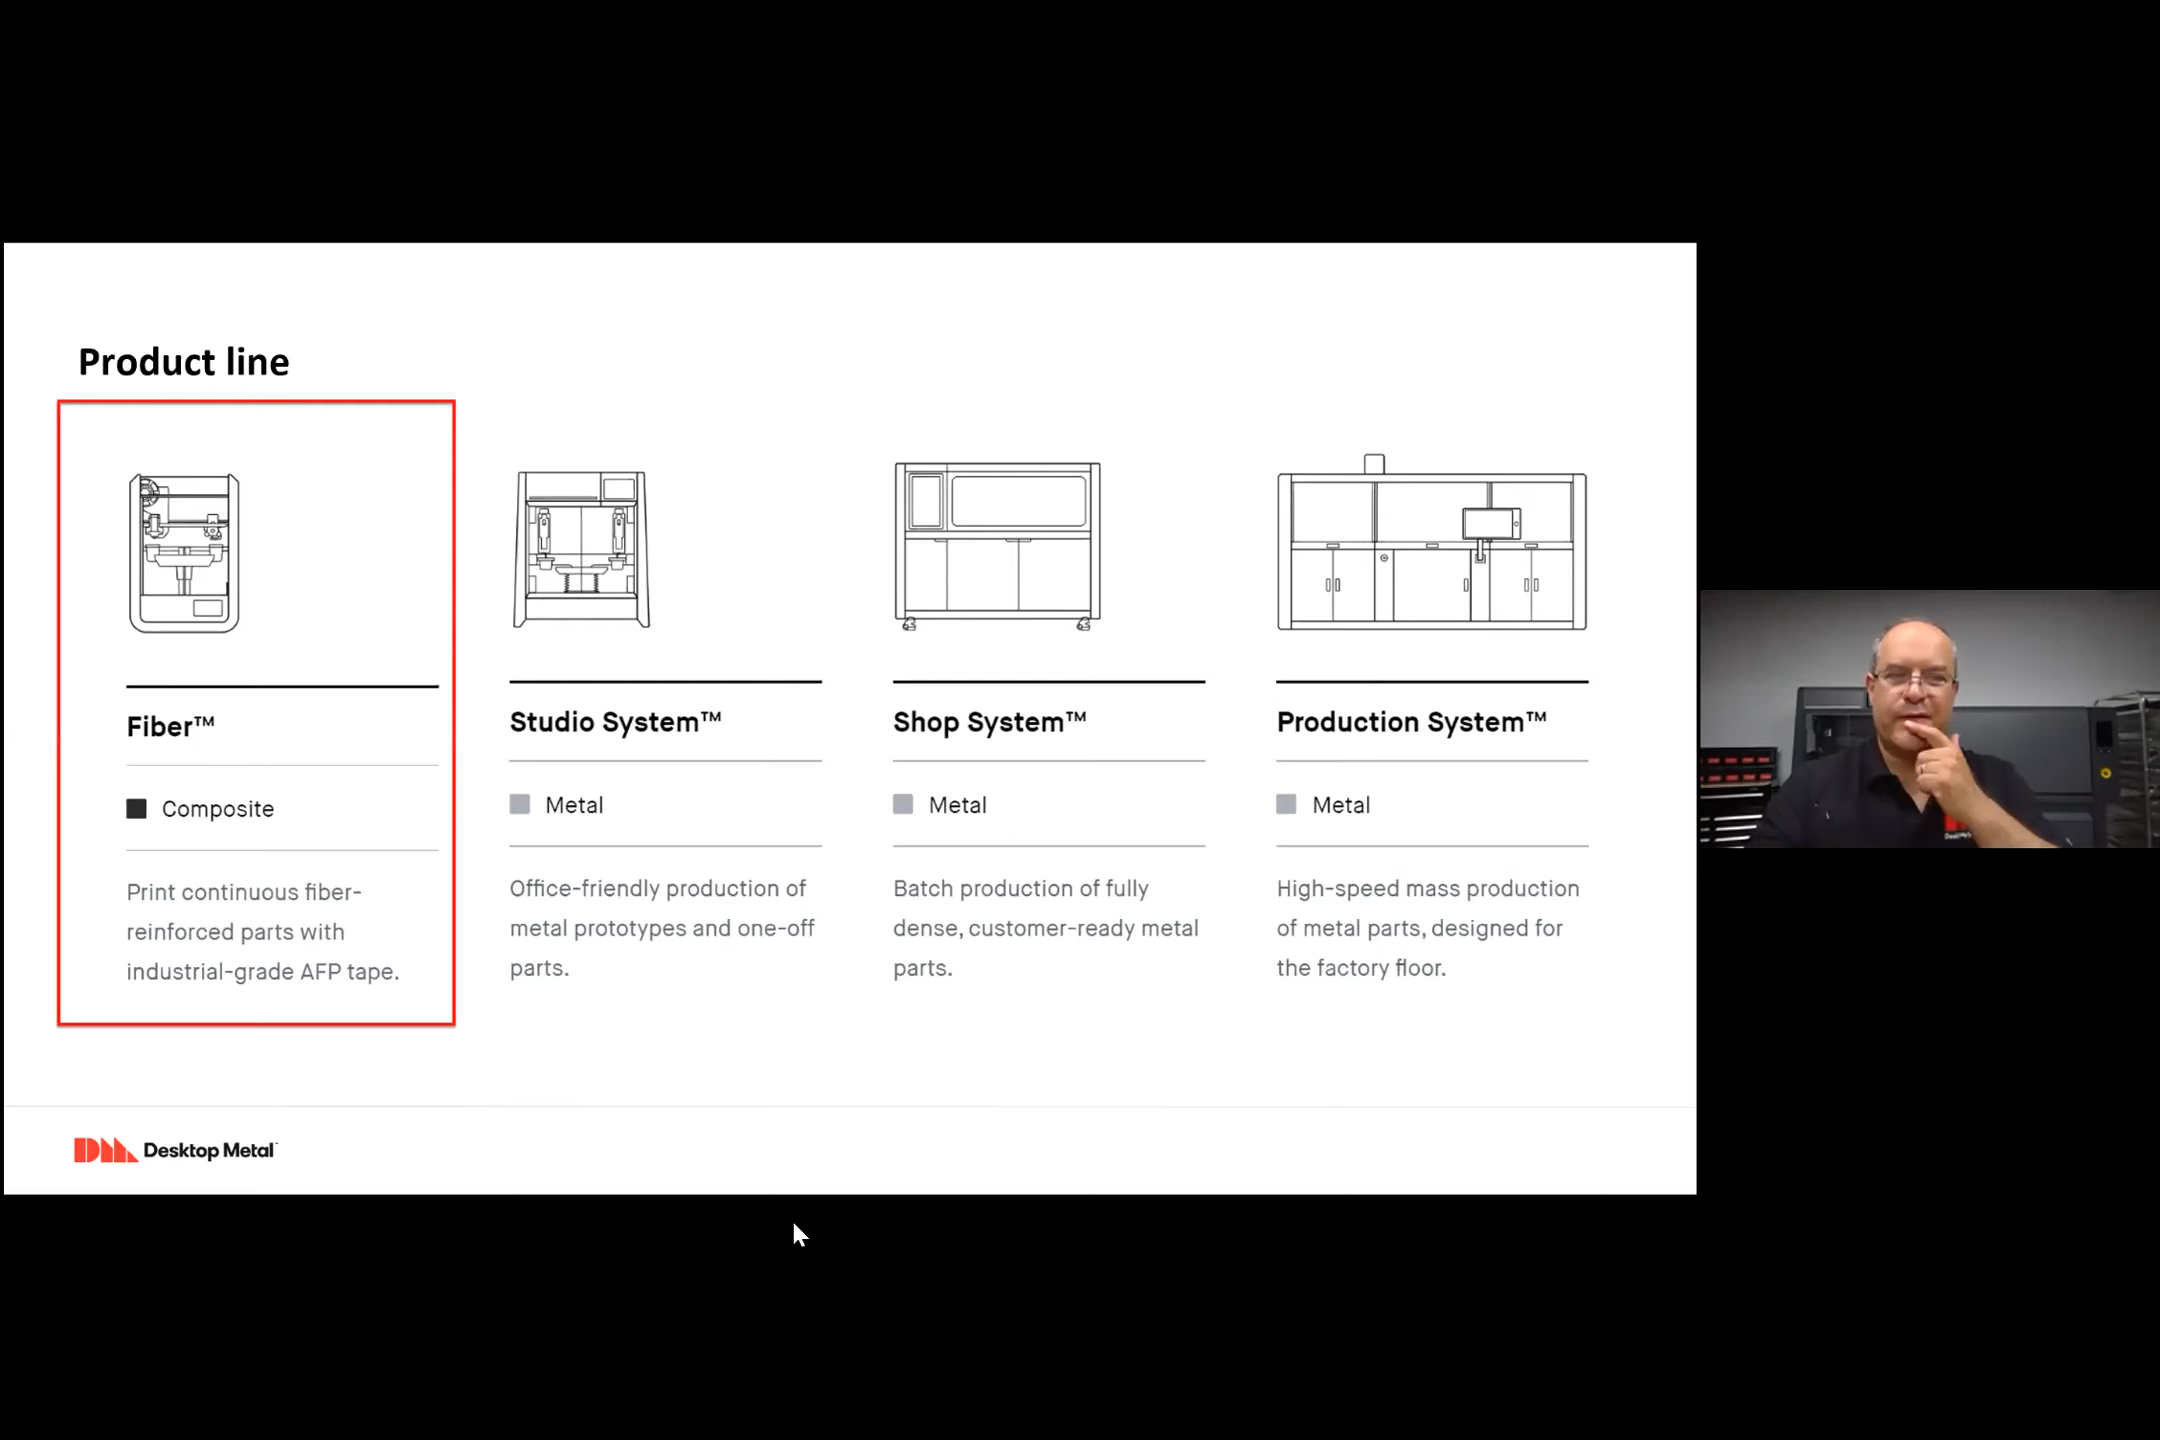 Product line
Fiber™
Composite
Print continuous fiber-
reinforced parts with
industrial-grade AFP tape.
Studio System™
Metal
Office-friendly production of
metal prototypes and one-off
parts.
Shop System™
Metal
Batch production of fully
dense, customer-ready metal
parts.
Production System™
Metal
High-speed mass production
of metal parts, designed for
the factory floor.
Desktop Metal